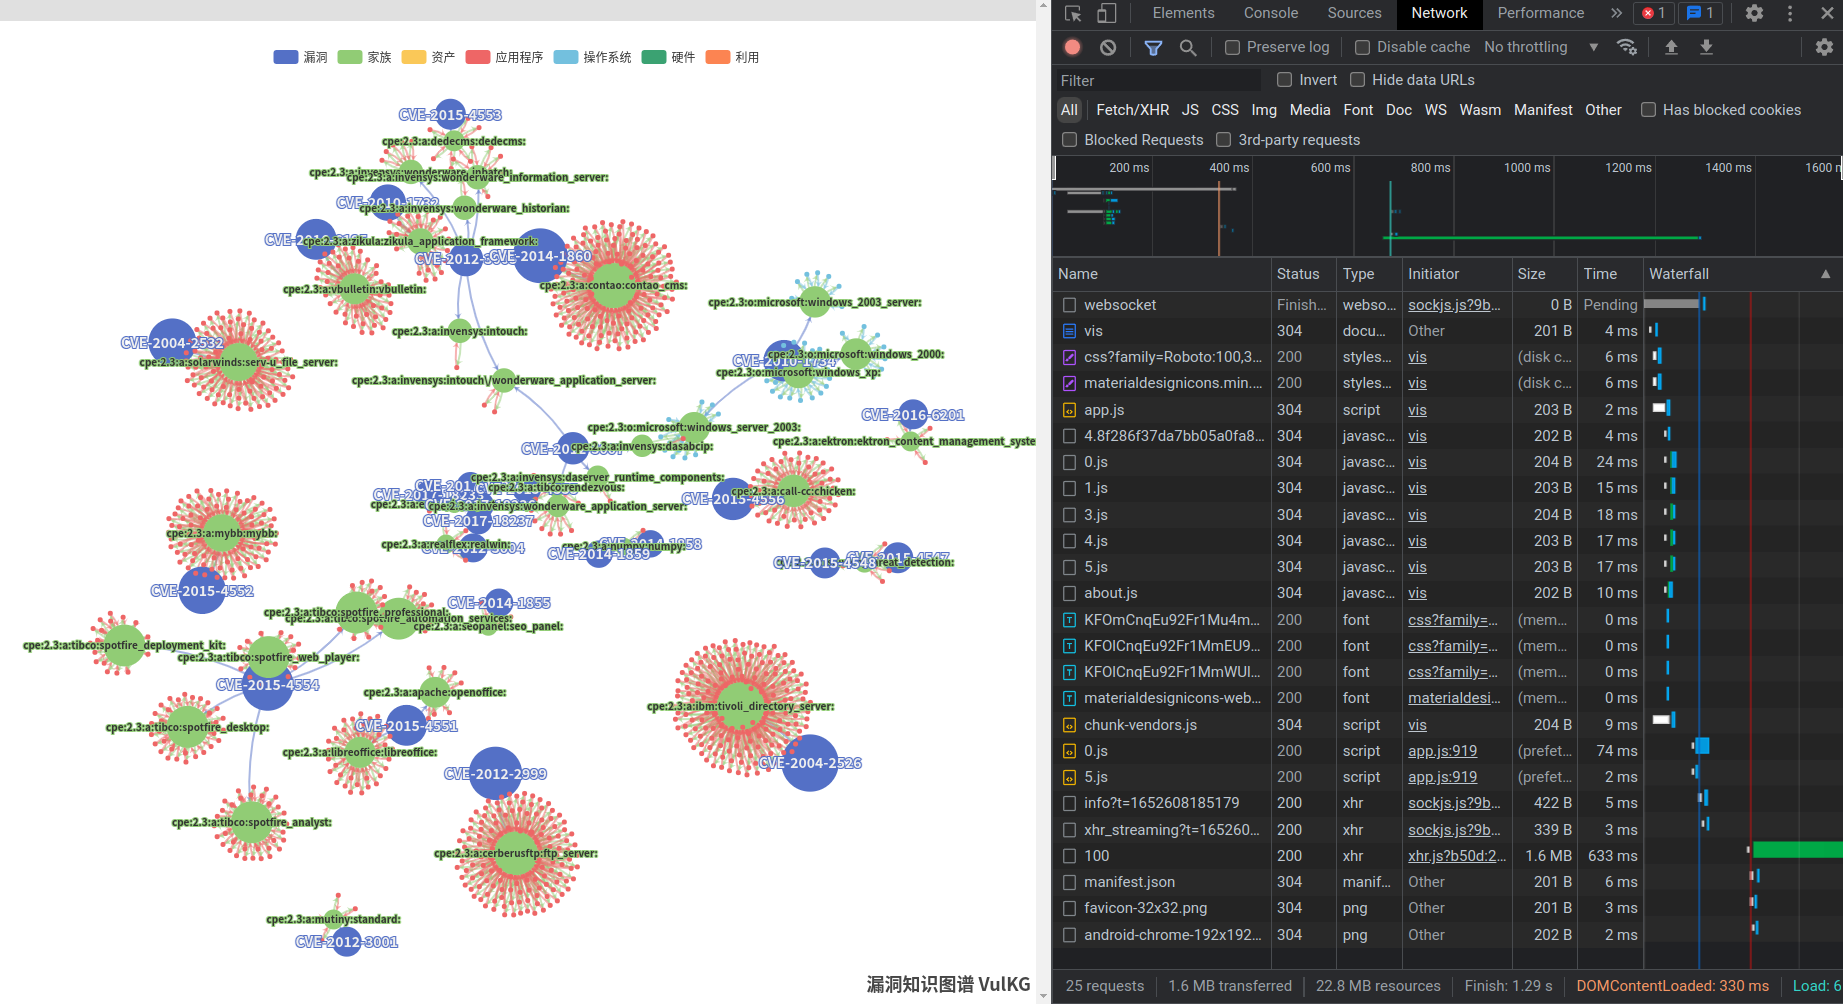 漏洞 家族 资产 应用程序 操作系统 硬件 利用
CVE-2015-4553
cpe:2.3:a:dedecms:dedecms:
cpe:2.3:a:invensys:wonderware_inbatch:
cpe:2.3:a:invensys:wonderware_information_server:
CVE-2010-1732
cpe:2.3:a:invensys:wonderware_historian:
cpe:2.3:a:zikula:zikula_application_framework:
CVE-2014-1860
cpe:2.3:a:vbulletin:vbulletin:
cpe:2.3:a:contao:contao_cms:
cpe:2.3:o:microsoft:windows_2003_server:
cpe:2.3:a:invensys:intouch:
CVE-2004-2532
cpe:2.3:a:solarwinds:serv-u_file_server:
cpe:2.3:o:microsoft:windows_2000:
CVE-2010-1734
cpe:2.3:o:microsoft:windows_xp:
cpe:2.3:a:invensys:intouch\/wonderware_application_server:
CVE-2016-6201
cpe:2.3:o:microsoft:windows_server_2003:
cpe:2.3:a:ektron:ektron_content_management_syste
cpe:2.3:a:invensys:dasabcip:
cpe:2.3:a:invensys:daserver_runtime_components:
cpe:2.3:a:tibco:rendezvous:
CVE-2015-4556
cpe:2.3:a:call-cc:chicken:
cpe:2.3:a:invensys:wonderware_application_server:
CVE-2017-18237
cpe:2.3:a:mybb:mybb:
cpe:2.3:a:realflex:realwin:
cpe:2.3:a:numpy:numpy:
CVE-2014-1858
CVE-2014-1859
CVE-2015-4547
CVE-2015-4548
CVE-2015-4552
CVE-2014-1855
cpe:2.3:a:tibco:spotfire_professional:
cpe:2.3:a:tibco:spotfire_automation_services:
cpe:2.3:a:seopanel:seo_panel:
cpe:2.3:a:tibco:spotfire_deployment_kit:
cpe:2.3:a:tibco:spotfire_web_player:
CVE-2015-4554
cpe:2.3:a:apache:openoffice:
cpe:2.3:a:ibm:tivoli_directory_server:
cpe:2.3:a:tibco:spotfire_desktop:
CVE-2015-4551
cpe:2.3:a:libreoffice:libreoffice:
CVE-2004-2526
CVE-2012-2999
cpe:2.3:a:tibco:spotfire_analyst:
cpe:2.3:a:cerberusftp:ftp_server:
cpe:2.3:a:mutiny:standard:
CVE-2012-3001
漏洞知识图谱 VulKG
Elements Console Sources Network Performance » 1 1
Preserve log Disable cache No throttling
Filter Invert Hide data URLs
All Fetch/XHR JS CSS Img Media Font Doc WS Wasm Manifest Other Has blocked cookies
Blocked Requests 3rd-party requests
200 ms 400 ms 600 ms 800 ms 1000 ms 1200 ms 1400 ms 1600 m
Name Status Type Initiator Size Time Waterfall
websocket Finish... webso... sockjs.js?9b... 0 B Pending
vis 304 docu... Other 201 B 4 ms
css?family=Roboto:100,3... 200 styles... vis (disk c... 6 ms
materialdesignicons.min.... 200 styles... vis (disk c... 6 ms
app.js 304 script vis 203 B 2 ms
4.8f286f37da7bb05a0fa8... 304 javasc... vis 202 B 4 ms
0.js 304 javasc... vis 204 B 24 ms
1.js 304 javasc... vis 203 B 15 ms
3.js 304 javasc... vis 204 B 18 ms
4.js 304 javasc... vis 203 B 17 ms
5.js 304 javasc... vis 203 B 17 ms
about.js 304 javasc... vis 202 B 10 ms
KFOmCnqEu92Fr1Mu4m... 200 font css?family=... (mem... 0 ms
KFOlCnqEu92Fr1MmEU9... 200 font css?family=... (mem... 0 ms
KFOlCnqEu92Fr1MmWUl... 200 font css?family=... (mem... 0 ms
materialdesignicons-web... 200 font materialdesi... (mem... 0 ms
chunk-vendors.js 304 script vis 204 B 9 ms
0.js 200 script app.js:919 (prefet... 74 ms
5.js 200 script app.js:919 (prefet... 2 ms
info?t=1652608185179 200 xhr sockjs.js?9b... 422 B 5 ms
xhr_streaming?t=165260... 200 xhr sockjs.js?9b... 339 B 3 ms
100 200 xhr xhr.js?b50d:2... 1.6 MB 633 ms
manifest.json 304 manif... Other 201 B 6 ms
favicon-32x32.png 304 png Other 201 B 3 ms
android-chrome-192x192... 304 png Other 202 B 2 ms
25 requests 1.6 MB transferred 22.8 MB resources Finish: 1.29 s DOMContentLoaded: 330 ms Load: 6